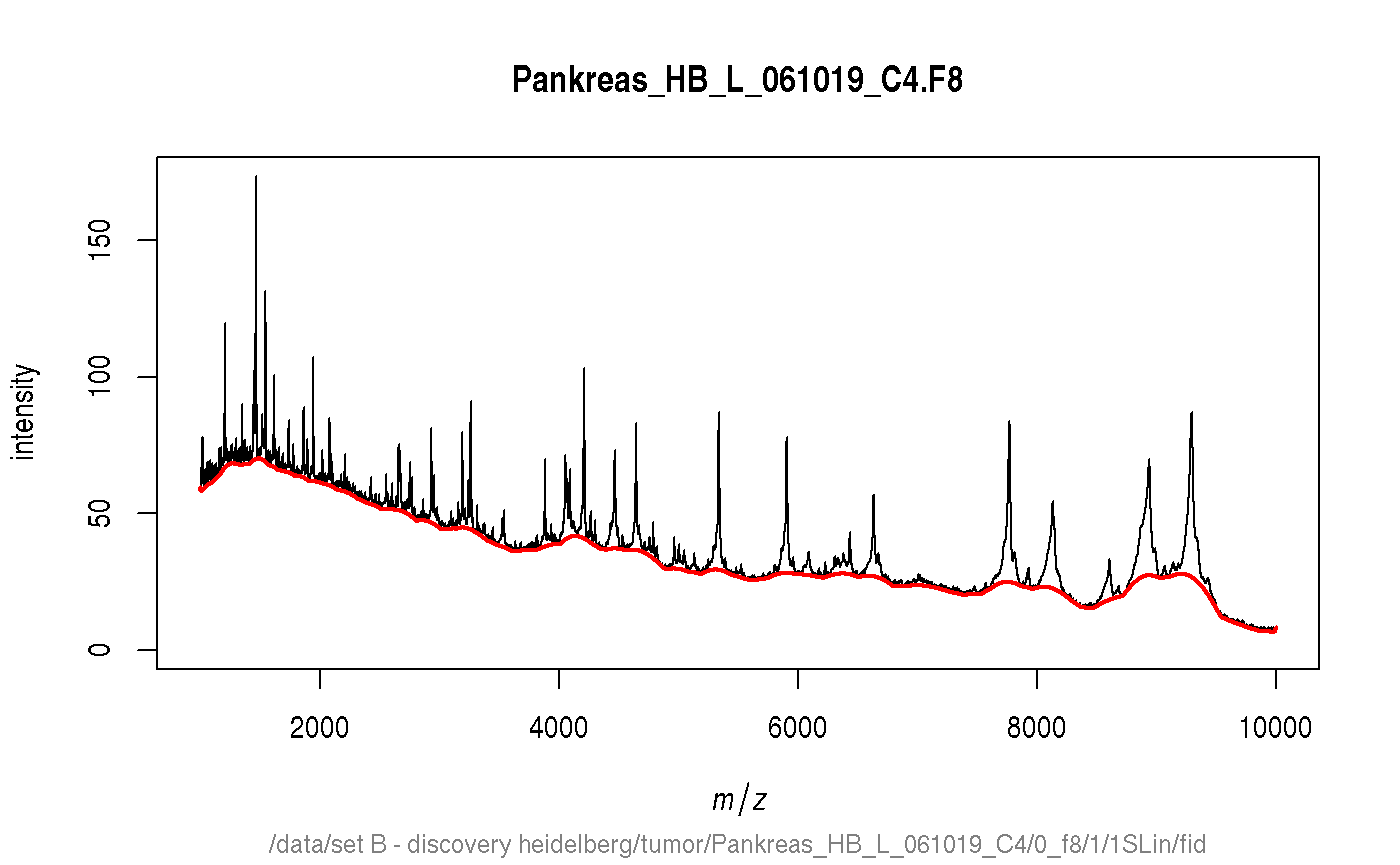 Pankreas_HB_L_061019_C4.F8
intensity
150
100
50
0
2000 4000 6000 8000 10000
m/z
/data/set B - discovery heidelberg/tumor/Pankreas_HB_L_061019_C4/0_f8/1/1SLin/fid